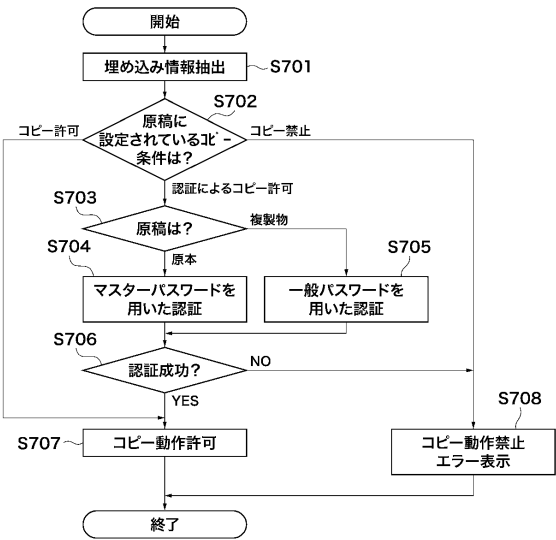 開始
埋め込み情報抽出
S701
S702
原稿に
設定されているｺﾋﾟｰ
条件は？
コピー許可
コピー禁止
認証によるコピー許可
S703
原稿は？
複製物
原本
S704
マスターパスワードを
用いた認証
S705
一般パスワードを
用いた認証
S706
認証成功？
NO
YES
S707
コピー動作許可
S708
コピー動作禁止
エラー表示
終了